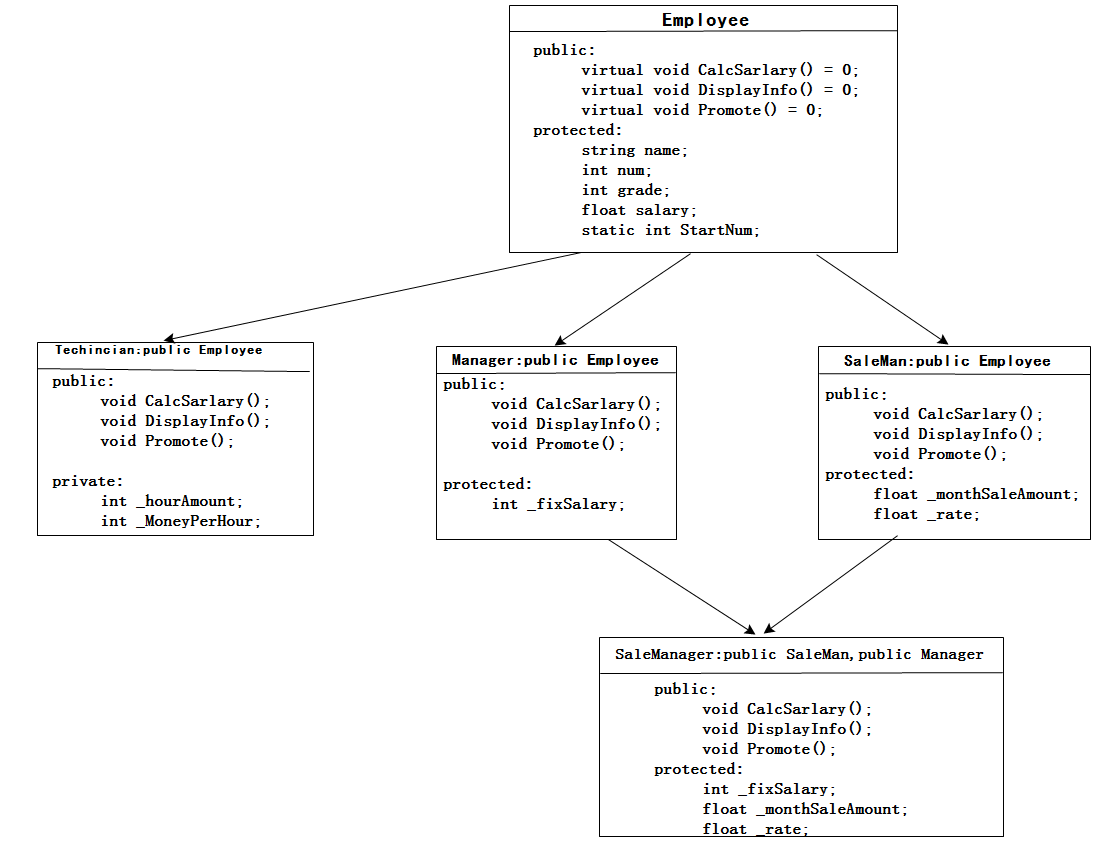 Employee
public:
virtual void CalcSarlary() = 0;
virtual void DisplayInfo() = 0;
virtual void Promote() = 0;
protected:
string name;
int num;
int grade;
float salary;
static int StartNum;
Techincian:public Employee
public:
void CalcSarlary();
void DisplayInfo();
void Promote();
private:
int _hourAmount;
int _MoneyPerHour;
Manager:public Employee
public:
void CalcSarlary();
void DisplayInfo();
void Promote();
protected:
int _fixSalary;
SaleMan:public Employee
public:
void CalcSarlary();
void DisplayInfo();
void Promote();
protected:
float _monthSaleAmount;
float _rate;
SaleManager:public SaleMan,public Manager
public:
void CalcSarlary();
void DisplayInfo();
void Promote();
protected:
int _fixSalary;
float _monthSaleAmount;
float _rate;